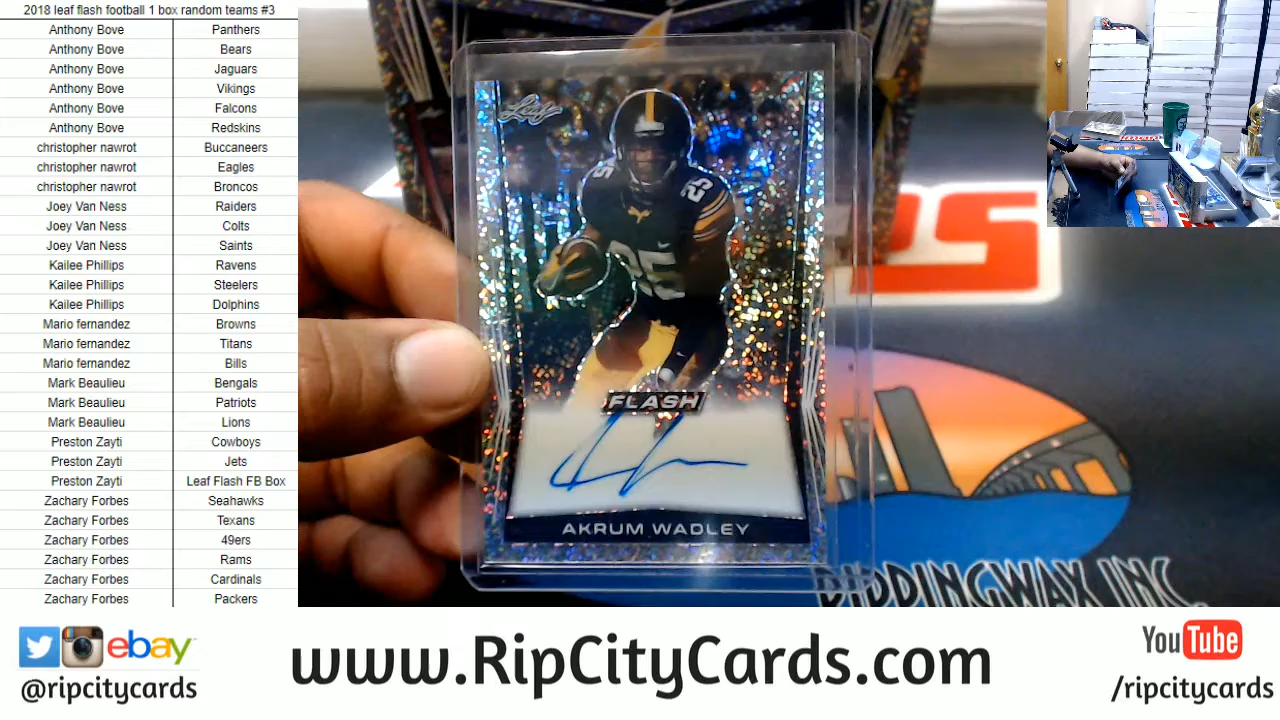 2018 leaf flash football 1 box random teams #3
Anthony Bove Panthers
Anthony Bove Bears
Anthony Bove Jaguars
Anthony Bove Vikings
Anthony Bove Falcons
Anthony Bove Redskins
christopher nawrot Buccaneers
christopher nawrot Eagles
christopher nawrot Broncos
Joey Van Ness Raiders
Joey Van Ness Colts
Joey Van Ness Saints
Kailee Phillips Ravens
Kailee Phillips Steelers
Kailee Phillips Dolphins
Mario fernandez Browns
Mario fernandez Titans
Mario fernandez Bills
Mark Beaulieu Bengals
Mark Beaulieu Patriots
Mark Beaulieu Lions
Preston Zayti Cowboys
Preston Zayti Jets
Preston Zayti Leaf Flash FB Box
Zachary Forbes Seahawks
Zachary Forbes Texans
Zachary Forbes 49ers
Zachary Forbes Rams
Zachary Forbes Cardinals
Zachary Forbes Packers
Leaf
25
25
25
FLASH
AKRUM WADLEY
RIPPINGWAX INC.
ebay
@ripcitycards
www.RipCityCards.com
YouTube
/ripcitycards